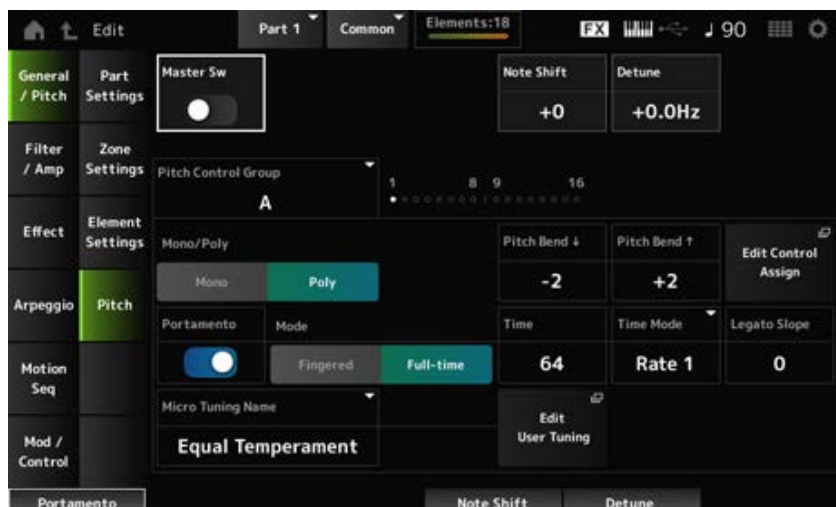 Edit
Part 1
Common
Elements:18
FX
90
General
/ Pitch
Part
Settings
Master Sw
Note Shift
+0
Detune
+0.0Hz
Filter
/ Amp
Zone
Settings
Pitch Control Group
A
1 8 9 16
Effect
Element
Settings
Mono/Poly
Mono
Poly
Pitch Bend ↓
-2
Pitch Bend ↑
+2
Edit Control
Assign
Arpeggio
Pitch
Portamento
Mode
Fingered
Full-time
Time
64
Time Mode
Rate 1
Legato Slope
0
Motion
Seq
Micro Tuning Name
Equal Temperament
Edit
User Tuning
Mod /
Control
Portamento
Note Shift
Detune